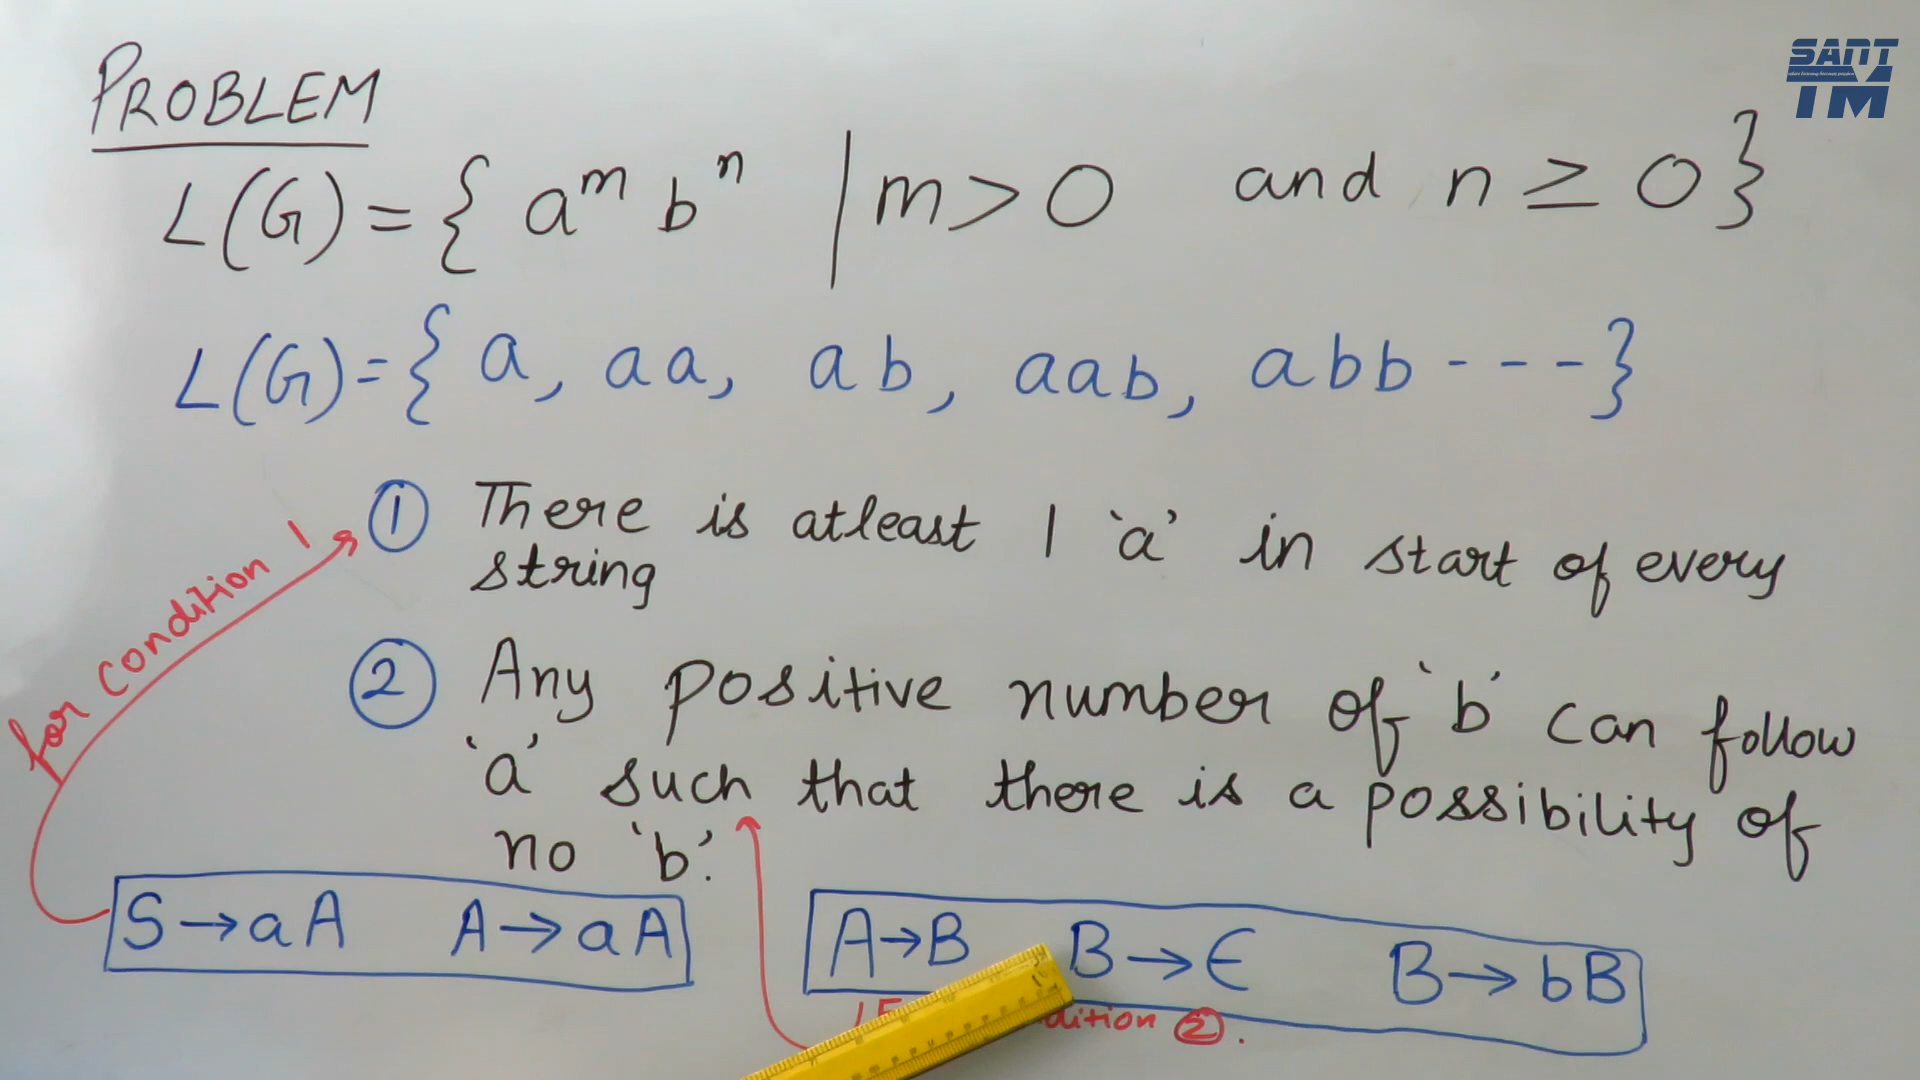 PROBLEM
L(G) = { a^m b^n | m > 0 and n ≥ 0 }
L(G) = { a, aa, ab, aab, abb - - - - }
for condition 1
① There is atleast 1 ‘a’ in start of every
string
② Any positive number of ‘b’ can follow
‘a’ such that there is a possibility of
no ‘b’.
S → aA A → aA
A → B B → ∈ B → bB
②.
SANT
TIM